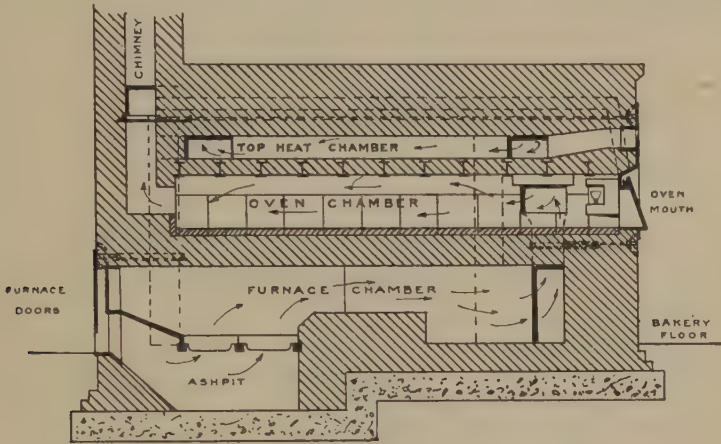 CHIMNEY
TOP HEAT CHAMBER
OVEN CHAMBER
OVEN
MOUTH
FURNACE
DOORS
FURNACE CHAMBER
BAKERY
FLOOR
ASHPIT